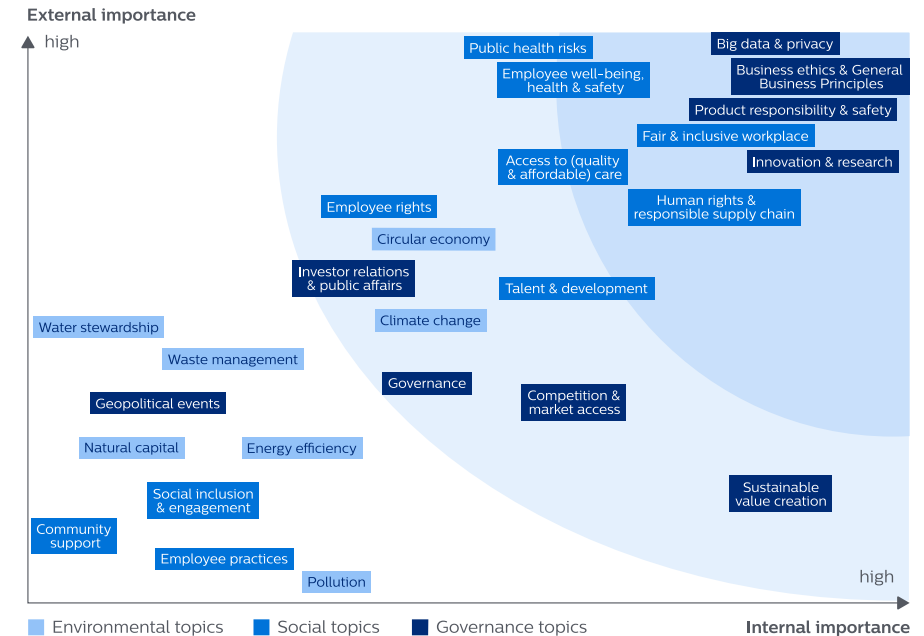 External importance
high
Big data & privacy
Public health risks
Business ethics & General
Business Principles
Employee well-being,
health & safety
Product responsibility & safety
Fair & inclusive workplace
Innovation & research
Access to (quality
& affordable) care
Human rights &
responsible supply chain
Employee rights
Circular economy
Investor relations
& public affairs
Talent & development
Climate change
Water stewardship
Waste management
Governance
Competition &
market access
Geopolitical events
Natural capital
Energy efficiency
Sustainable
value creation
Social inclusion
& engagement
Community
support
Employee practices
Pollution
high
Environmental topics
Social topics
Governance topics
Internal importance